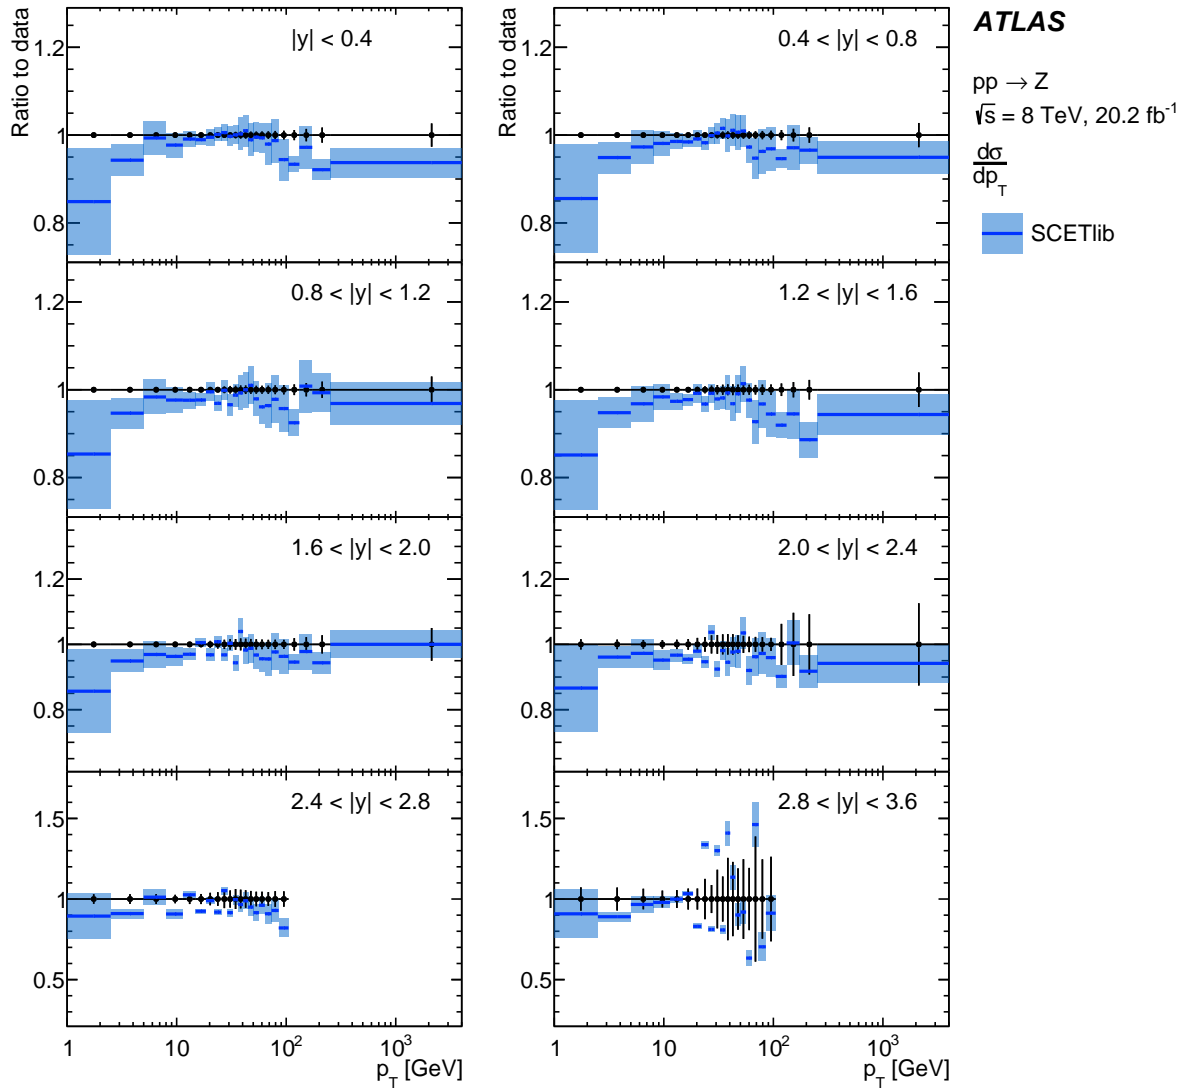 Ratio to data
1.2
1
0.8
|y| < 0.4
Ratio to data
1.2
1
0.8
0.4 < |y| < 0.8
ATLAS
pp → Z
√s = 8 TeV, 20.2 fb⁻¹
dσ
dp_T
SCETlib
1.2
1
0.8
0.8 < |y| < 1.2
1.2
1
0.8
1.2 < |y| < 1.6
1.2
1
0.8
1.6 < |y| < 2.0
1.2
1
0.8
2.0 < |y| < 2.4
1.5
1
0.5
2.4 < |y| < 2.8
1.5
1
0.5
2.8 < |y| < 3.6
1 10 10² 10³
p_T [GeV]
1 10 10² 10³
p_T [GeV]